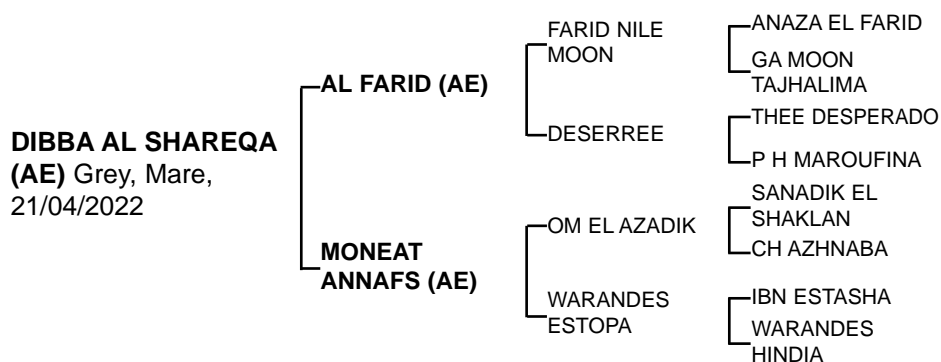 DIBBA AL SHAREQA
(AE) Grey, Mare,
21/04/2022
AL FARID (AE)
MONEAT
ANNAFS (AE)
FARID NILE
MOON
DESERREE
OM EL AZADIK
WARANDES
ESTOPA
ANAZA EL FARID
GA MOON
TAJHALIMA
THEE DESPERADO
P H MAROUFINA
SANADIK EL
SHAKLAN
CH AZHNABA
IBN ESTASHA
WARANDES
HINDIA